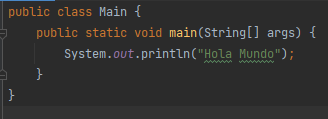 public class Main {
public static void main(String[] args) {
System.out.println("Hola Mundo");
}
}